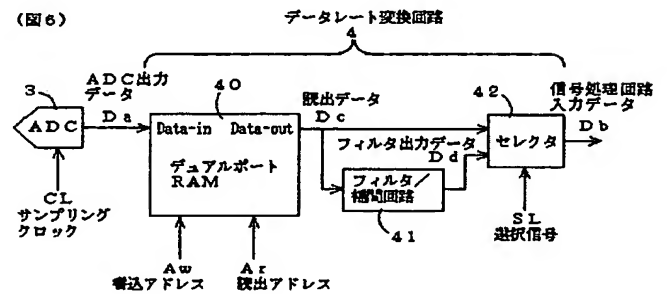 (図6)
データレート変換回路
4
3
ADC出力
データ
Da
ADC
CL
サンプリング
クロック
40
Data-in Data-out
デュアルポート
RAM
Aw
書込アドレス
Ar
読出アドレス
読出データ
Dc
フィルタ出力データ
Dd
フィルタ/
補間回路
41
42
セレクタ
SL
選択信号
信号処理回路
入力データ
Db